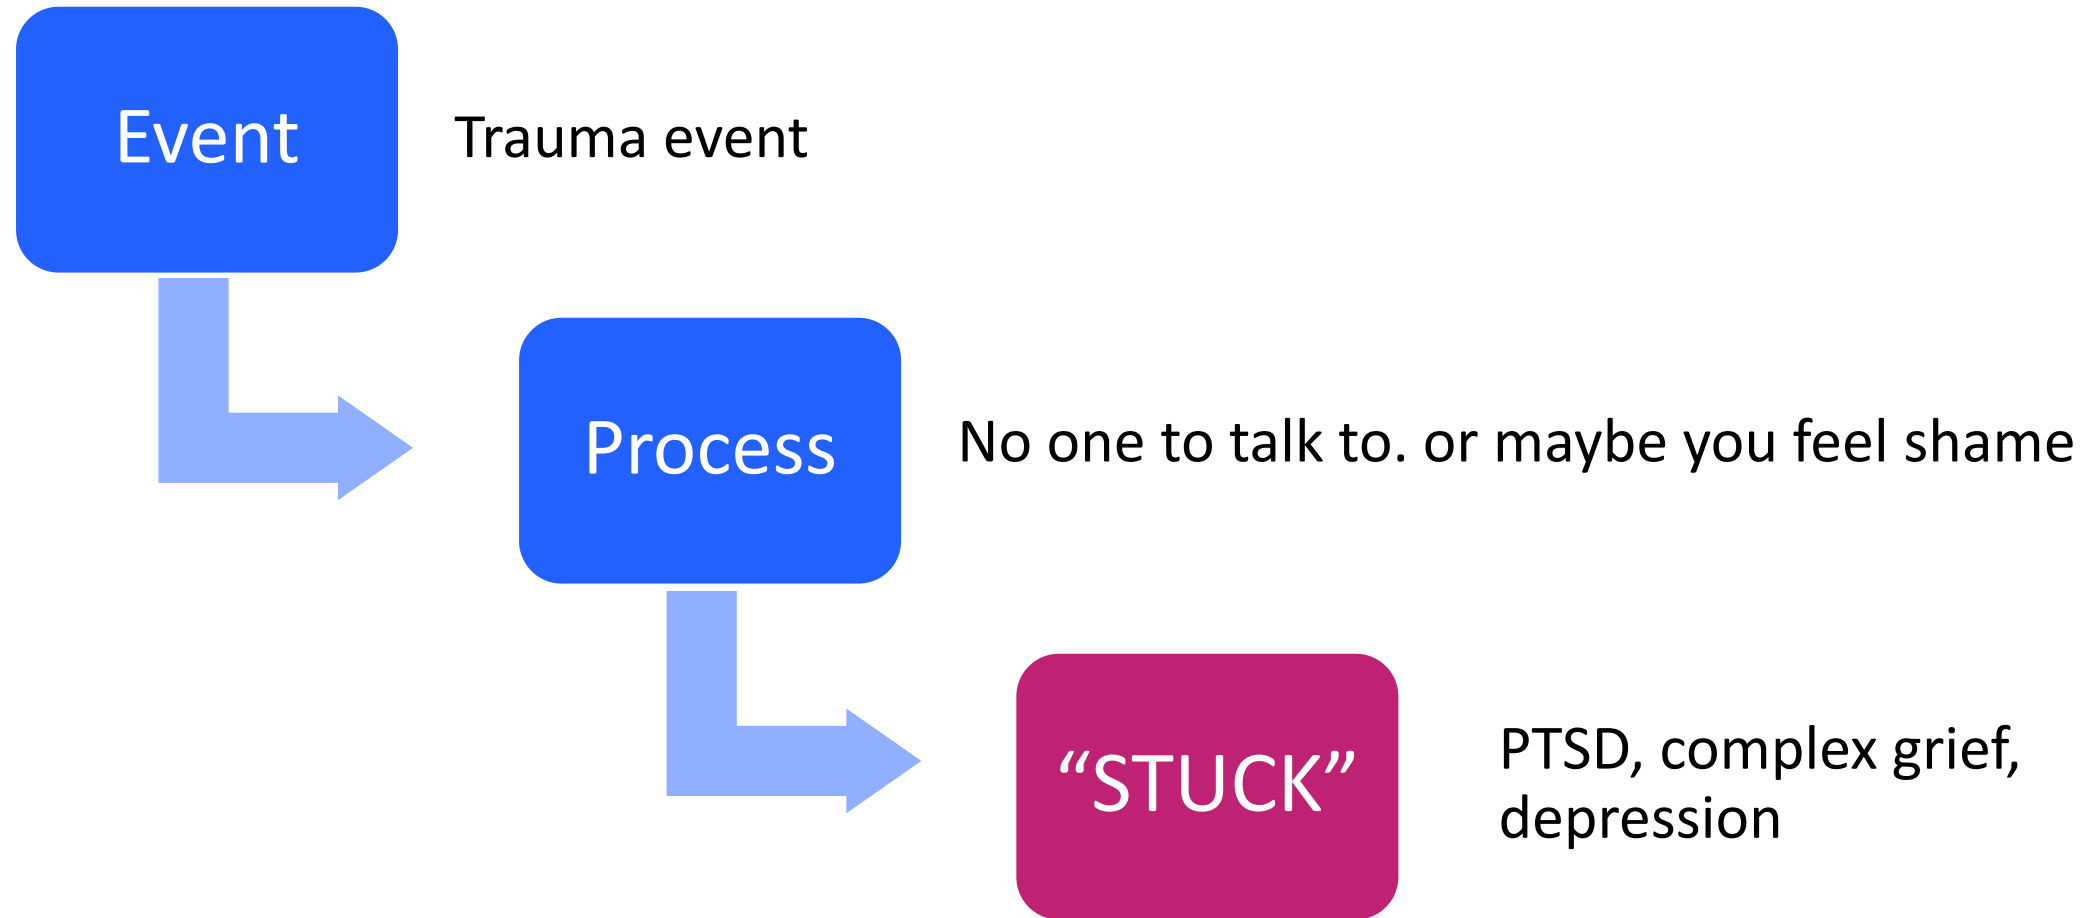 Event
Trauma event
Process
No one to talk to. or maybe you feel shame
“STUCK”
PTSD, complex grief,
depression